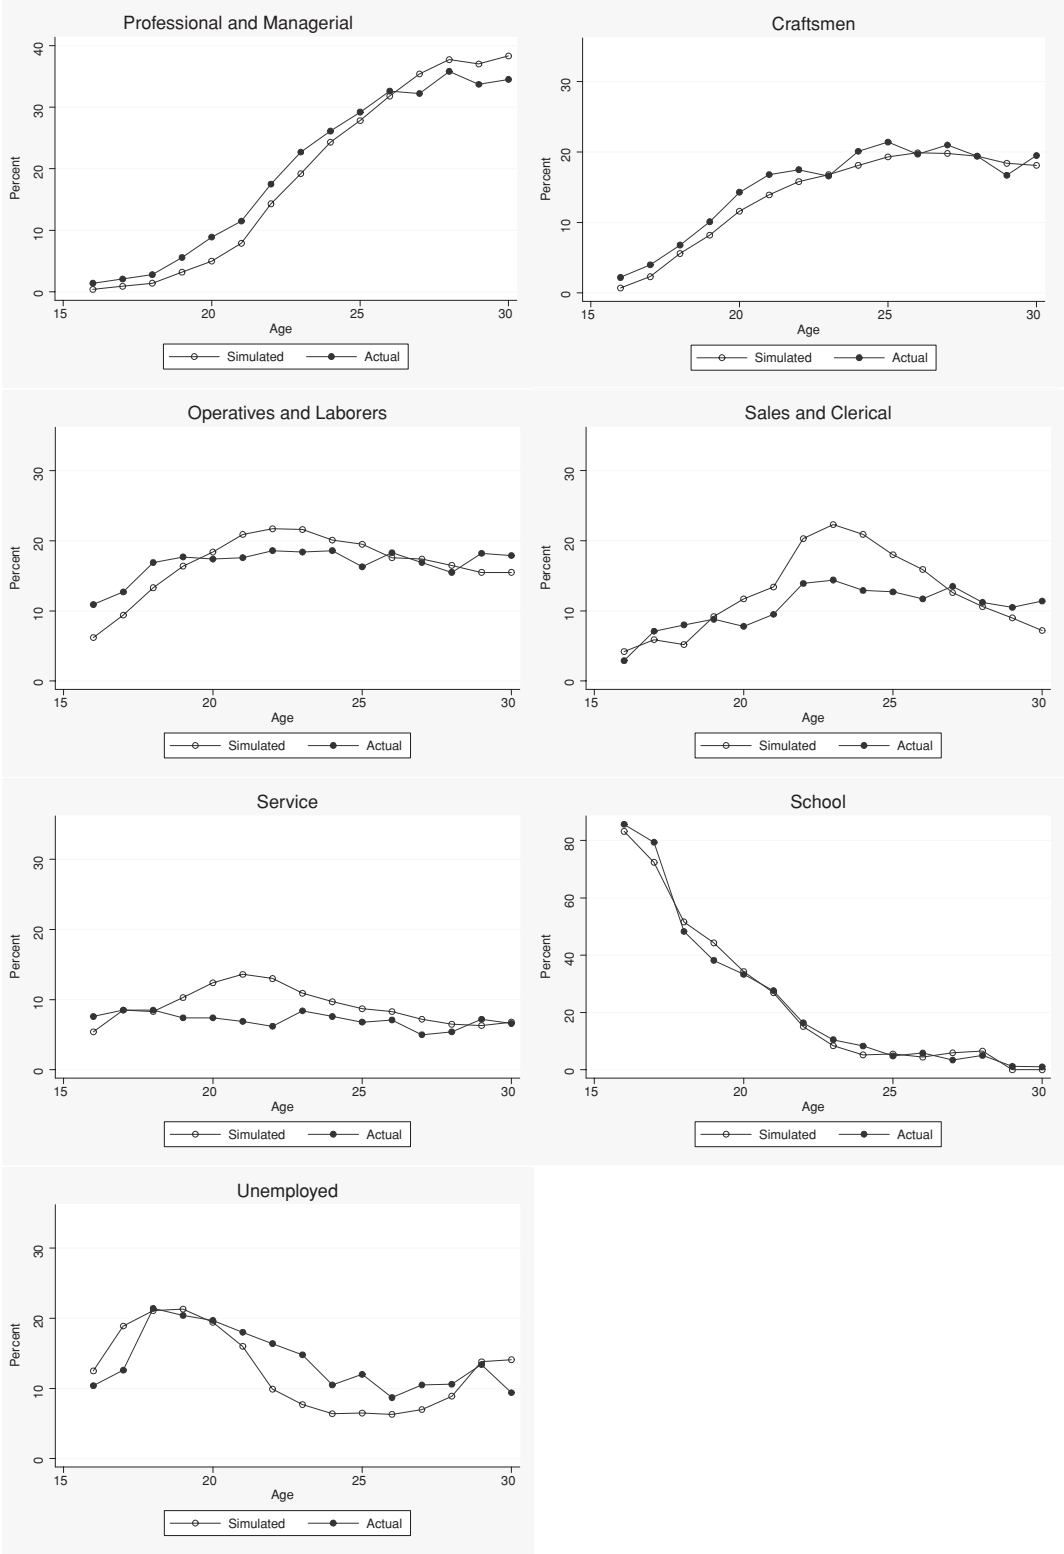 Professional and Managerial
Percent
40
30
20
10
0
15 20 25 30
Age
Simulated Actual
Craftsmen
Percent
30
20
10
0
15 20 25 30
Age
Simulated Actual
Operatives and Laborers
Percent
30
20
10
0
15 20 25 30
Age
Simulated Actual
Sales and Clerical
Percent
30
20
10
0
15 20 25 30
Age
Simulated Actual
Service
Percent
30
20
10
0
15 20 25 30
Age
Simulated Actual
School
Percent
80
60
40
20
0
15 20 25 30
Age
Simulated Actual
Unemployed
Percent
30
20
10
0
15 20 25 30
Age
Simulated Actual